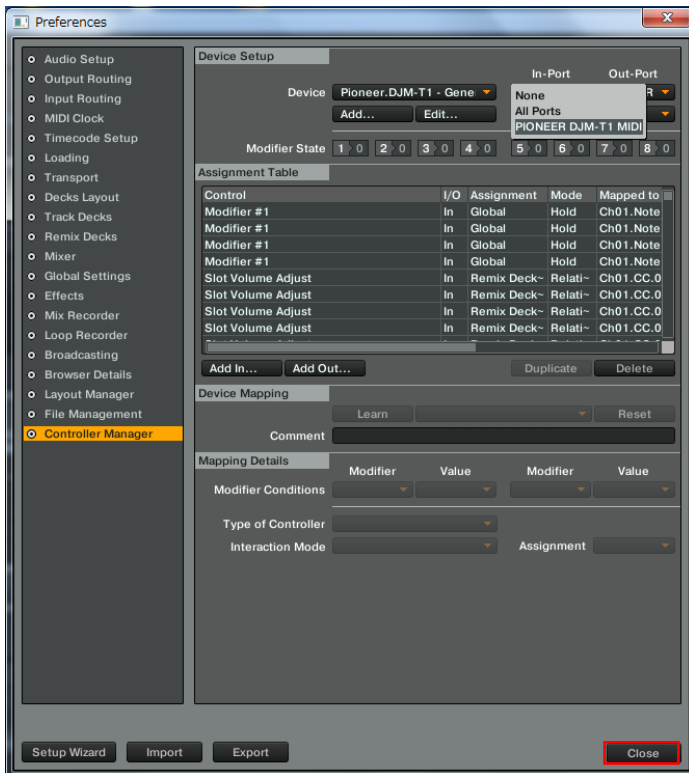 Preferences
Audio Setup
Output Routing
Input Routing
MIDI Clock
Timecode Setup
Loading
Transport
Decks Layout
Track Decks
Remix Decks
Mixer
Global Settings
Effects
Mix Recorder
Loop Recorder
Broadcasting
Browser Details
Layout Manager
File Management
Controller Manager
Device Setup
In-Port Out-Port
Device Pioneer.DJM-T1 - Gene
None
All Ports
PIONEER DJM-T1 MIDI
R
Add... Edit...
Modifier State 1 0 2 0 3 0 4 0 5 0 6 0 7 0 8 0
Assignment Table
Control I/O Assignment Mode Mapped to
Modifier #1 In Global Hold Ch01.Note
Modifier #1 In Global Hold Ch01.Note
Modifier #1 In Global Hold Ch01.Note
Modifier #1 In Global Hold Ch01.Note
Slot Volume Adjust In Remix Deck~ Relati~ Ch01.CC.0
Slot Volume Adjust In Remix Deck~ Relati~ Ch01.CC.0
Slot Volume Adjust In Remix Deck~ Relati~ Ch01.CC.0
Slot Volume Adjust In Remix Deck~ Relati~ Ch01.CC.0
Add In... Add Out... Duplicate Delete
Device Mapping
Learn Reset
Comment
Mapping Details
Modifier Value Modifier Value
Modifier Conditions
Type of Controller
Interaction Mode Assignment
Setup Wizard Import Export Close